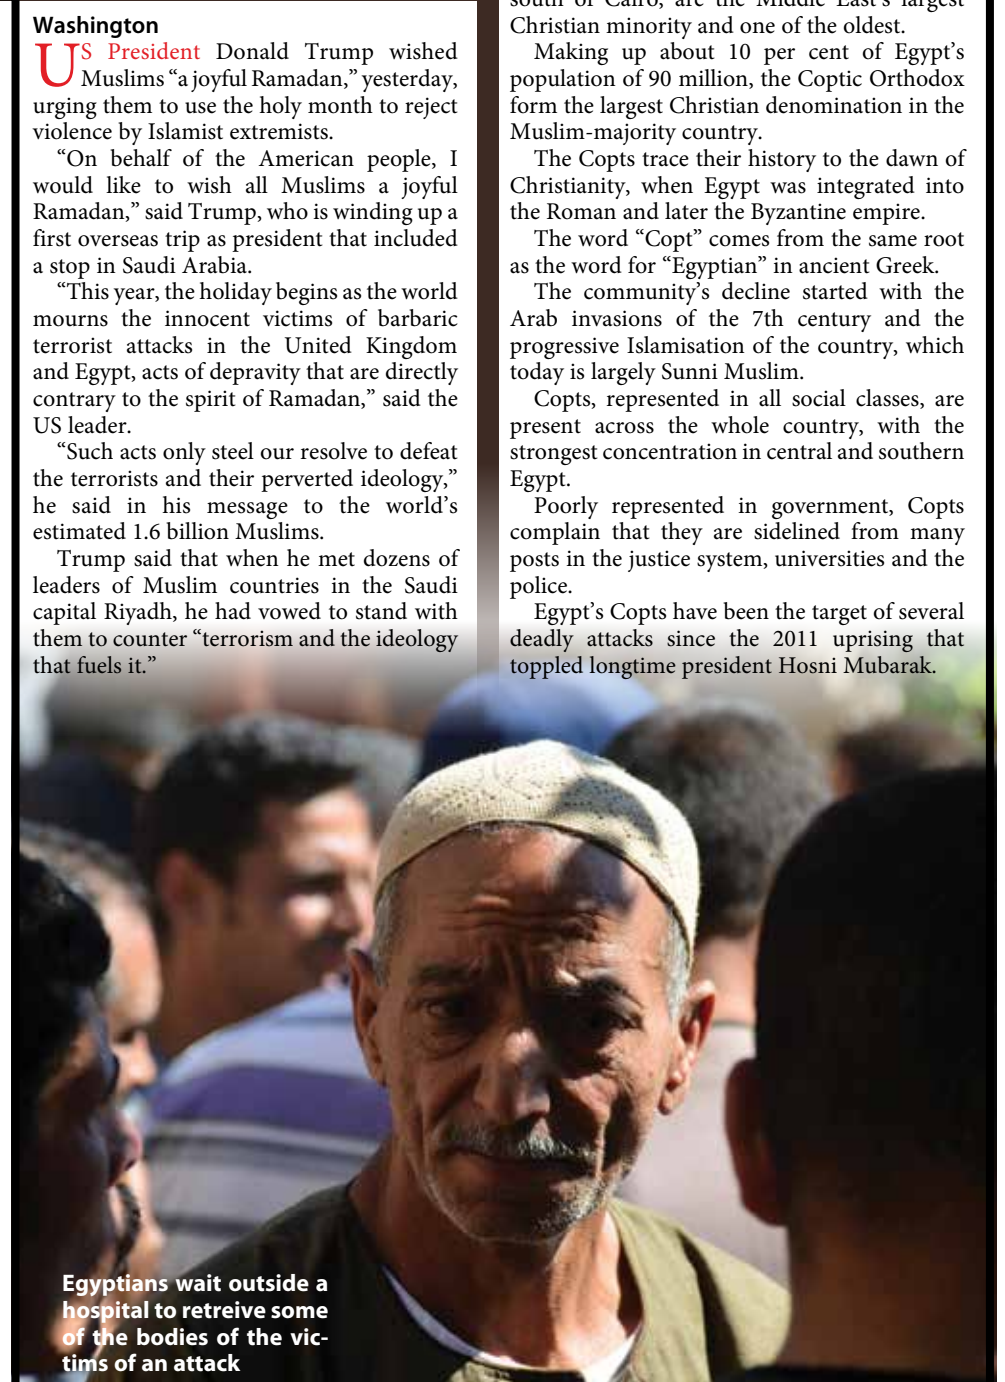 Washington
US President Donald Trump wished
Muslims “a joyful Ramadan,” yesterday,
urging them to use the holy month to reject
violence by Islamist extremists.
“On behalf of the American people, I
would like to wish all Muslims a joyful
Ramadan,” said Trump, who is winding up a
first overseas trip as president that included
a stop in Saudi Arabia.
“This year, the holiday begins as the world
mourns the innocent victims of barbaric
terrorist attacks in the United Kingdom
and Egypt, acts of depravity that are directly
contrary to the spirit of Ramadan,” said the
US leader.
“Such acts only steel our resolve to defeat
the terrorists and their perverted ideology,”
he said in his message to the world’s
estimated 1.6 billion Muslims.
Trump said that when he met dozens of
leaders of Muslim countries in the Saudi
capital Riyadh, he had vowed to stand with
them to counter “terrorism and the ideology
that fuels it.”
south of Cairo, are the Middle East’s largest
Christian minority and one of the oldest.
Making up about 10 per cent of Egypt’s
population of 90 million, the Coptic Orthodox
form the largest Christian denomination in the
Muslim-majority country.
The Copts trace their history to the dawn of
Christianity, when Egypt was integrated into
the Roman and later the Byzantine empire.
The word “Copt” comes from the same root
as the word for “Egyptian” in ancient Greek.
The community’s decline started with the
Arab invasions of the 7th century and the
progressive Islamisation of the country, which
today is largely Sunni Muslim.
Copts, represented in all social classes, are
present across the whole country, with the
strongest concentration in central and southern
Egypt.
Poorly represented in government, Copts
complain that they are sidelined from many
posts in the justice system, universities and the
police.
Egypt’s Copts have been the target of several
deadly attacks since the 2011 uprising that
toppled longtime president Hosni Mubarak.
Egyptians wait outside a
hospital to retreive some
of the bodies of the vic-
tims of an attack